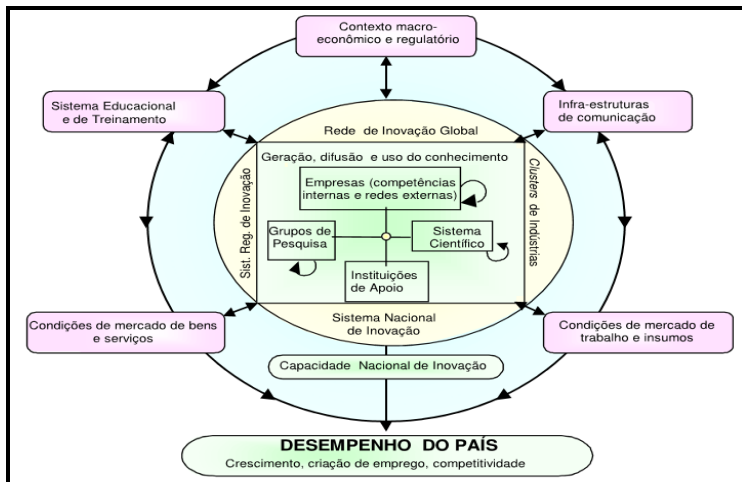 Contexto macro-
econômico e regulatório
Sistema Educacional
e de Treinamento
Infra-estruturas
de comunicação
Rede de Inovação Global
Geração, difusão e uso do conhecimento
Sist. Reg. de Inovação
Clusters de Indústrias
Empresas (competências
internas e redes externas)
Grupos de
Pesquisa
Sistema
Científico
Instituições
de Apoio
Sistema Nacional
de Inovação
Condições de mercado de bens
e serviços
Condições de mercado de
trabalho e insumos
Capacidade Nacional de Inovação
DESEMPENHO DO PAÍS
Crescimento, criação de emprego, competitividade